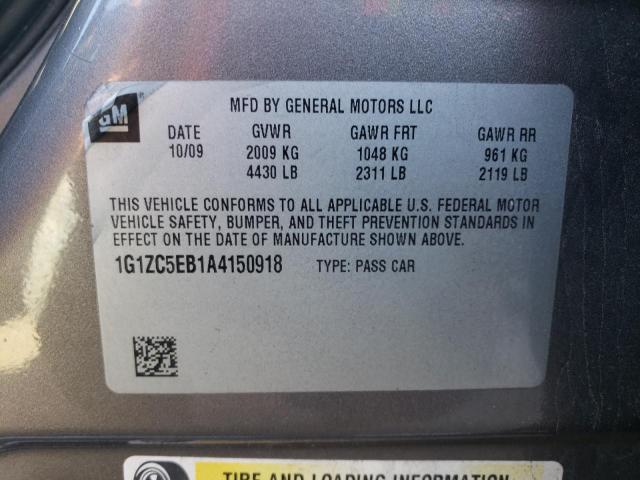 GM
MFD BY GENERAL MOTORS LLC
DATE GVWR GAWR FRT GAWR RR
10/09 2009 KG 1048 KG 961 KG
4430 LB 2311 LB 2119 LB
THIS VEHICLE CONFORMS TO ALL APPLICABLE U.S. FEDERAL MOTOR
VEHICLE SAFETY, BUMPER, AND THEFT PREVENTION STANDARDS IN
EFFECT ON THE DATE OF MANUFACTURE SHOWN ABOVE.
1G1ZC5EB1A4150918 TYPE: PASS CAR
TIRE AND LOADING INFORMATION